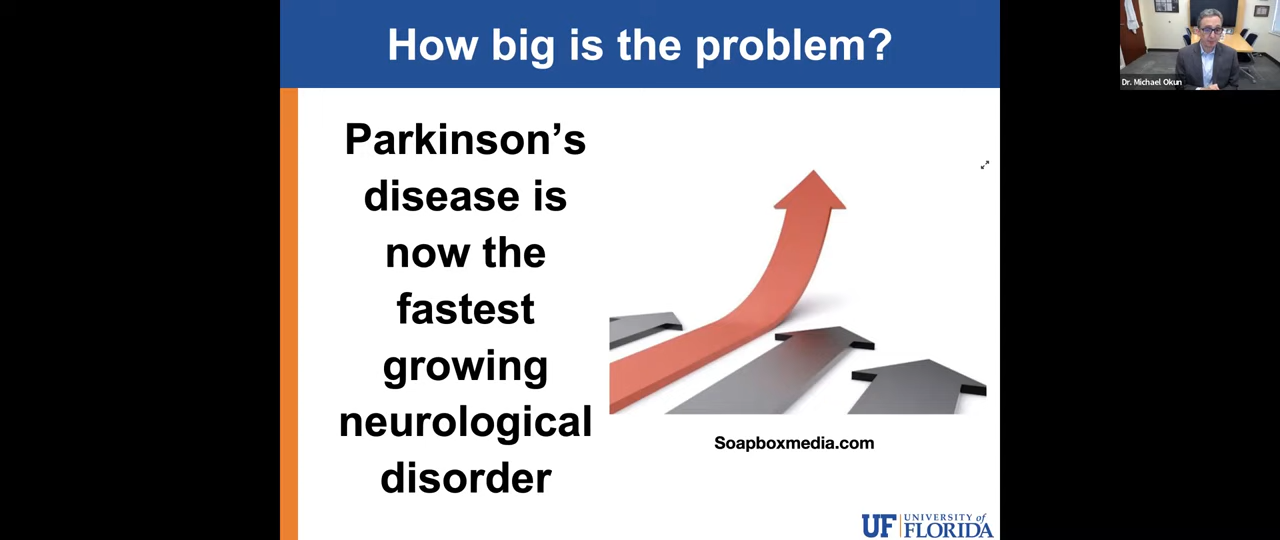 How big is the problem?
Parkinson’s
disease is
now the
fastest
growing
neurological
disorder
Soapboxmedia.com
UF UNIVERSITY of
FLORIDA
Dr. Michael Okun